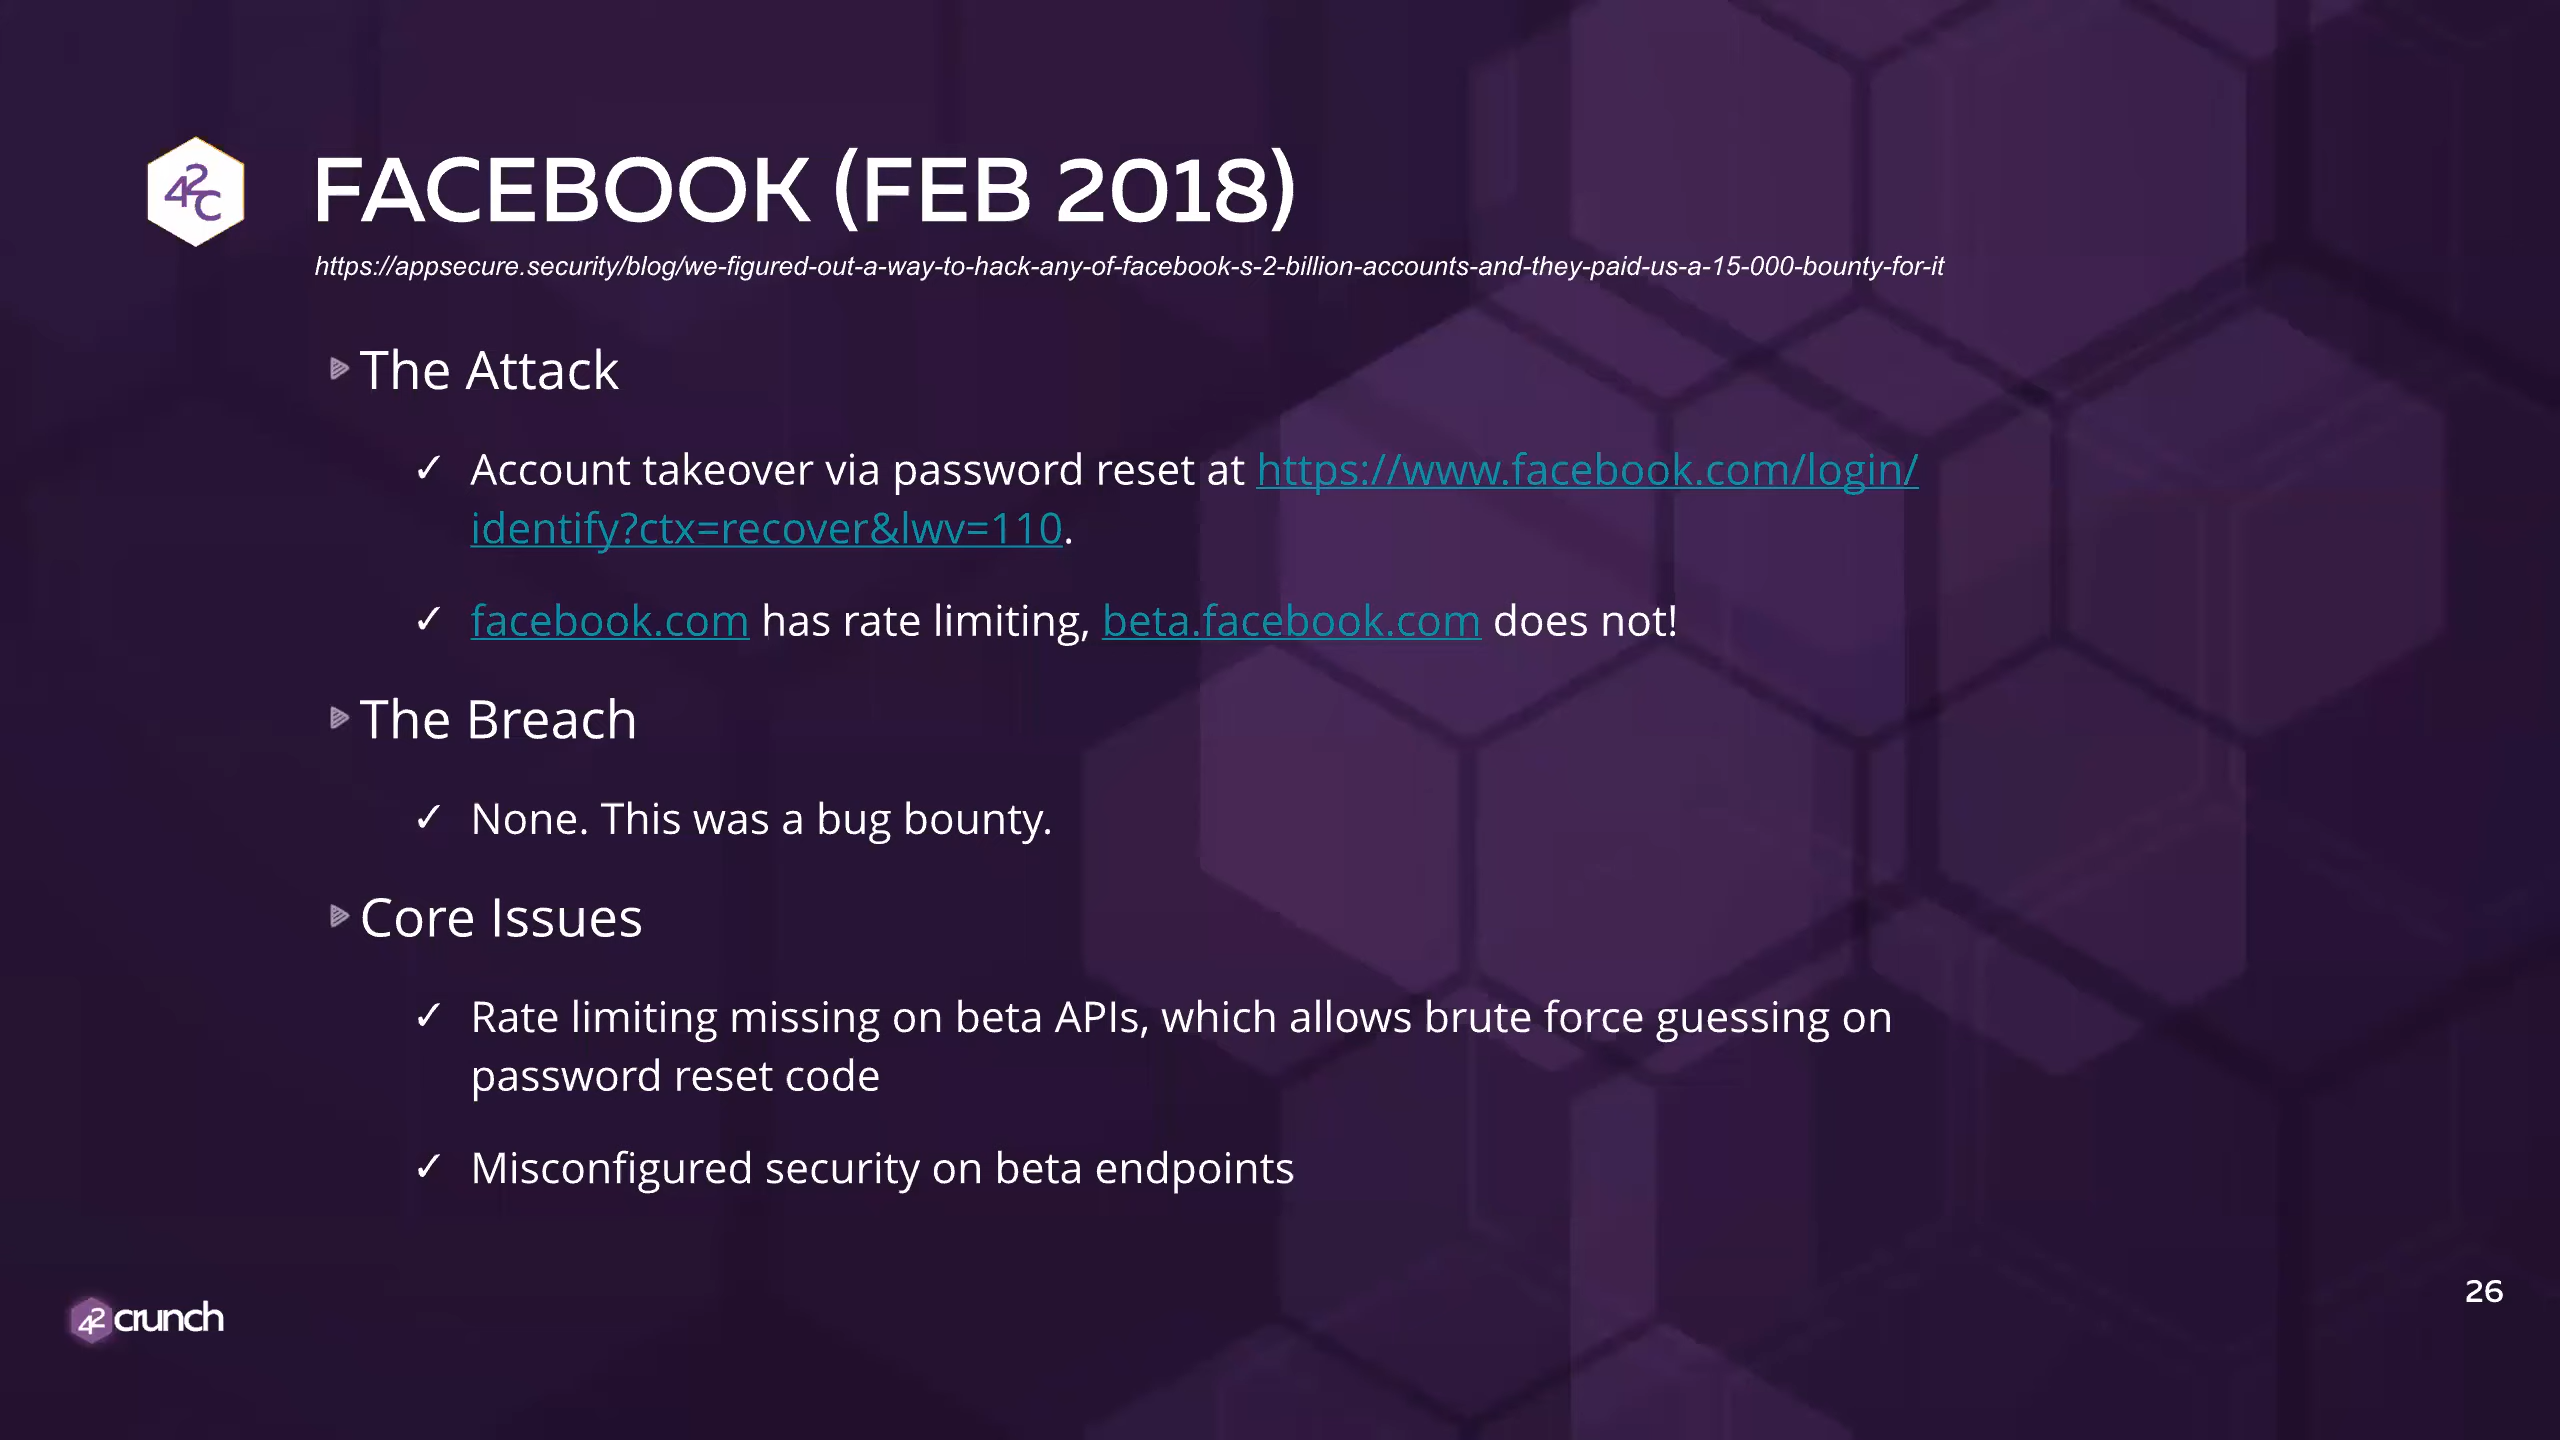 42C
FACEBOOK (FEB 2018)
https://appsecure.security/blog/we-figured-out-a-way-to-hack-any-of-facebook-s-2-billion-accounts-and-they-paid-us-a-15-000-bounty-for-it
The Attack
✓ Account takeover via password reset at https://www.facebook.com/login/
identify?ctx=recover&lwv=110.
✓ facebook.com has rate limiting, beta.facebook.com does not!
The Breach
✓ None. This was a bug bounty.
Core Issues
✓ Rate limiting missing on beta APIs, which allows brute force guessing on
password reset code
✓ Misconfigured security on beta endpoints
26
42 crunch